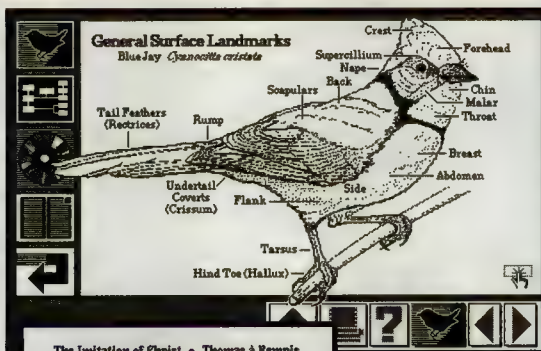 General Surface Landmarks
Blue Jay Cyanocitta cristata
Crest
Forehead
Supercillium
Nape
Chin
Malar
Throat
Back
Scapulars
Tail Feathers
(Rectrices)
Rump
Breast
Abdomen
Undertail
Coverts
(Crissum)
Side
Flank
Tarsus
Hind Toe (Hallux)
?
The Imitation of Christ • Thomas à Kempis